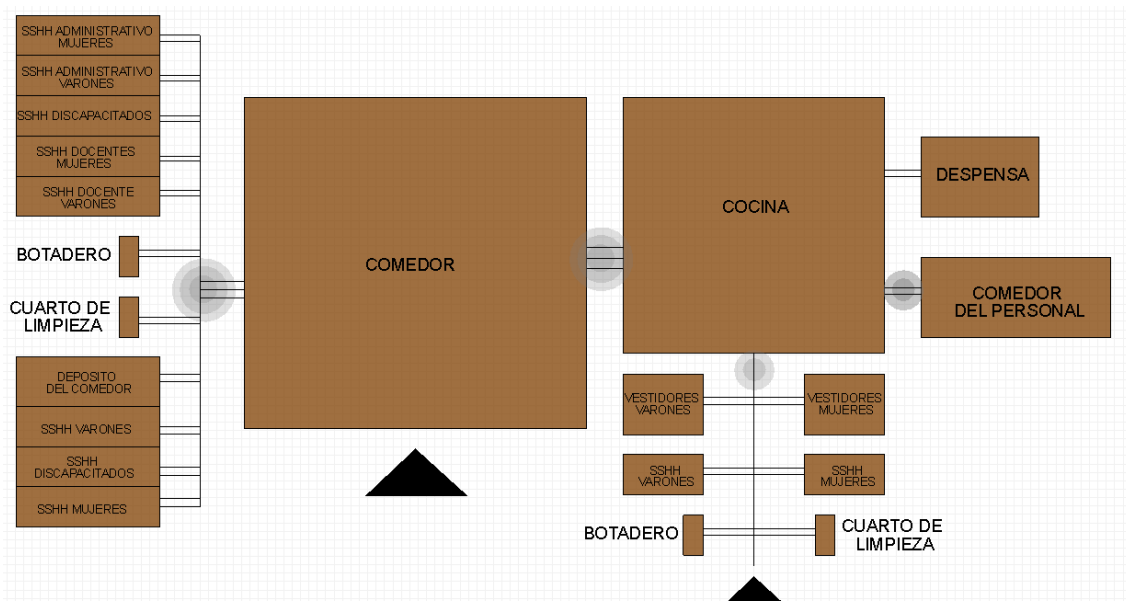 SSHH ADMINISTRATIVO
MUJERES
SSHH ADMINISTRATIVO
VARONES
SSHH DISCAPACITADOS
SSHH DOCENTES
MUJERES
SSHH DOCENTE
VARONES
BOTADERO
CUARTO DE
LIMPIEZA
DEPOSITO
DEL COMEDOR
SSHH VARONES
SSHH
DISCAPACITADOS
SSHH MUJERES
COMEDOR
COCINA
DESPENSA
COMEDOR
DEL PERSONAL
VESTIDORES
VARONES
VESTIDORES
MUJERES
SSHH
VARONES
SSHH
MUJERES
BOTADERO
CUARTO DE
LIMPIEZA